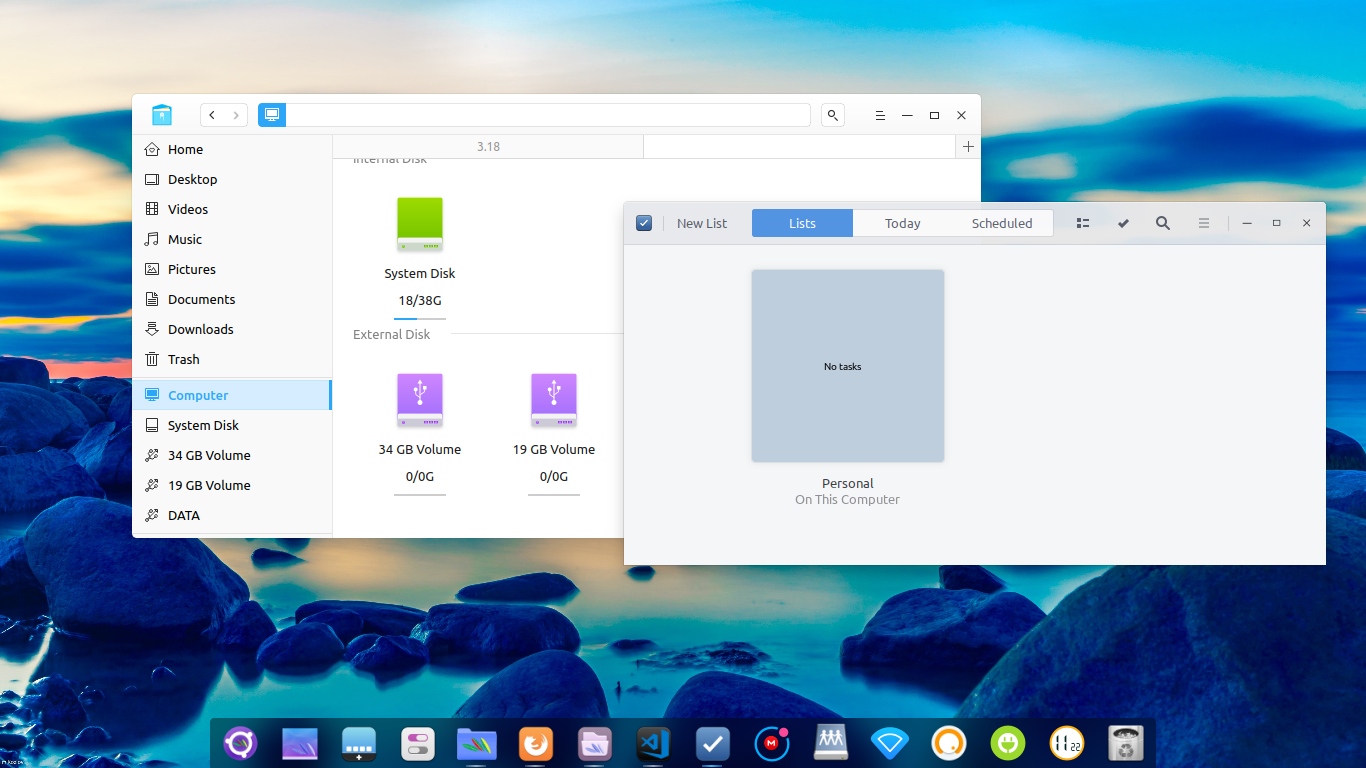 3.18
Home
Desktop
Videos
Music
Pictures
Documents
Downloads
Trash
Computer
System Disk
34 GB Volume
19 GB Volume
DATA
Internal Disk
System Disk
18/38G
External Disk
34 GB Volume
19 GB Volume
0/0G
0/0G
New List
Lists
Today
Scheduled
No tasks
Personal
On This Computer
M
11 22